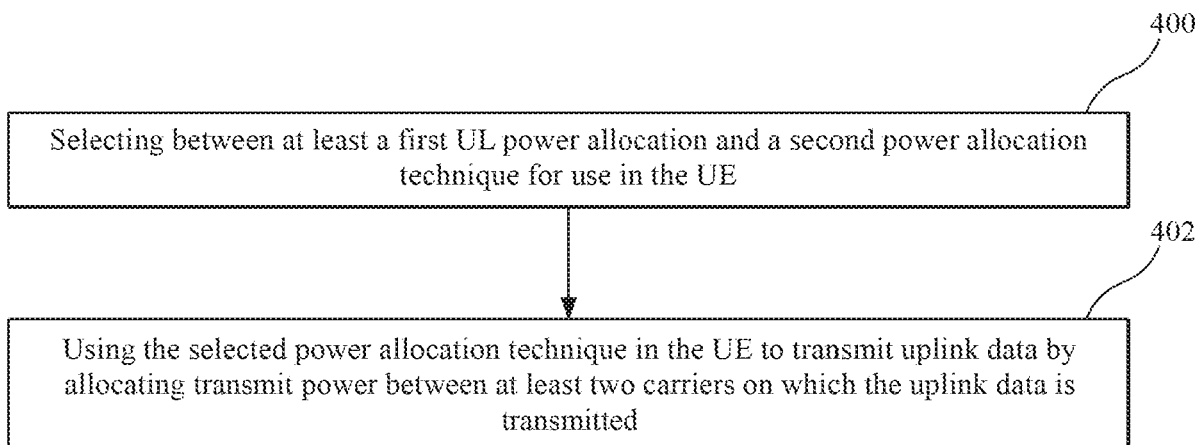 400
Selecting between at least a first UL power allocation and a second power allocation
technique for use in the UE
402
Using the selected power allocation technique in the UE to transmit uplink data by
allocating transmit power between at least two carriers on which the uplink data is
transmitted